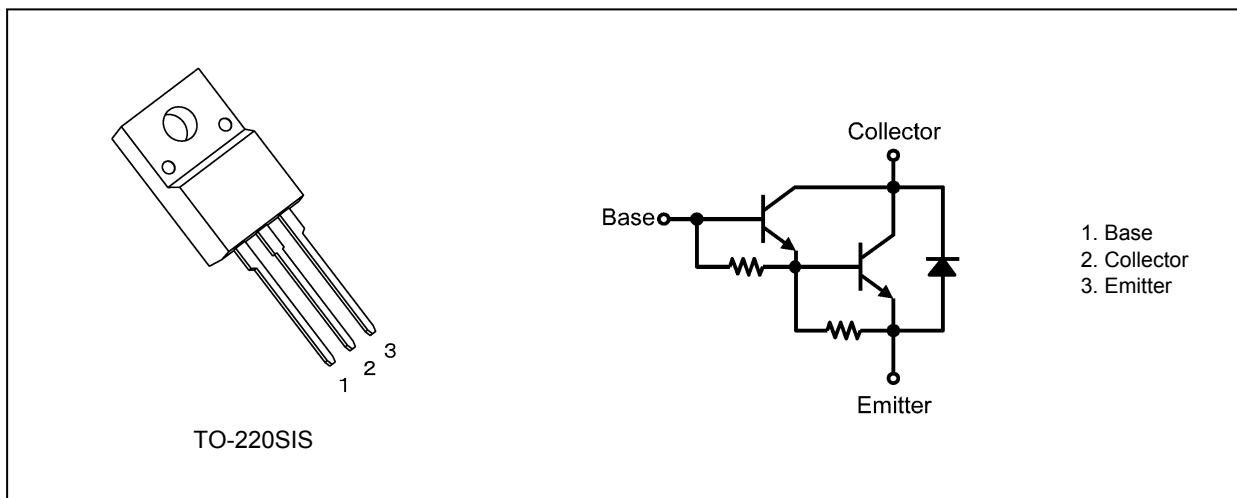 1
2
3
TO-220SIS
Collector
Base
Emitter
1. Base
2. Collector
3. Emitter